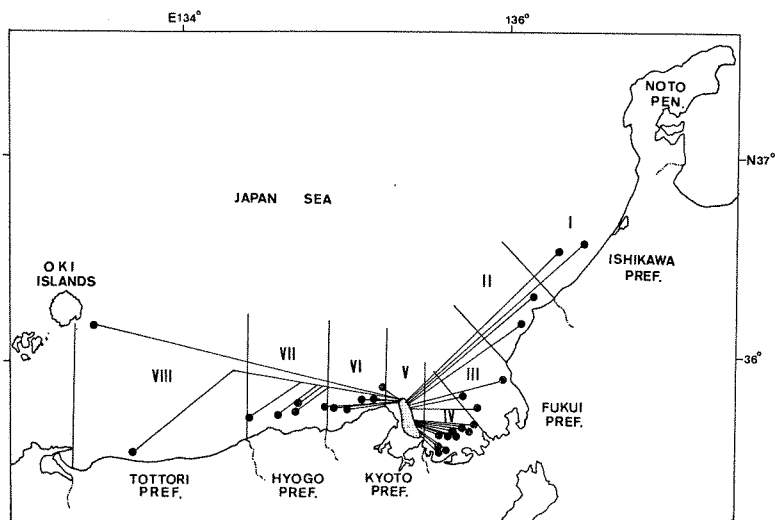 E134°
136°
NOTO
PEN.
N37°
JAPAN SEA
I
ISHIKAWA
PREF.
II
OKI
ISLANDS
36°
VIII
VII
VI
V
III
IV
FUKUI
PREF.
TOTTORI
PREF.
HYOGO
PREF.
KYOTO
PREF.